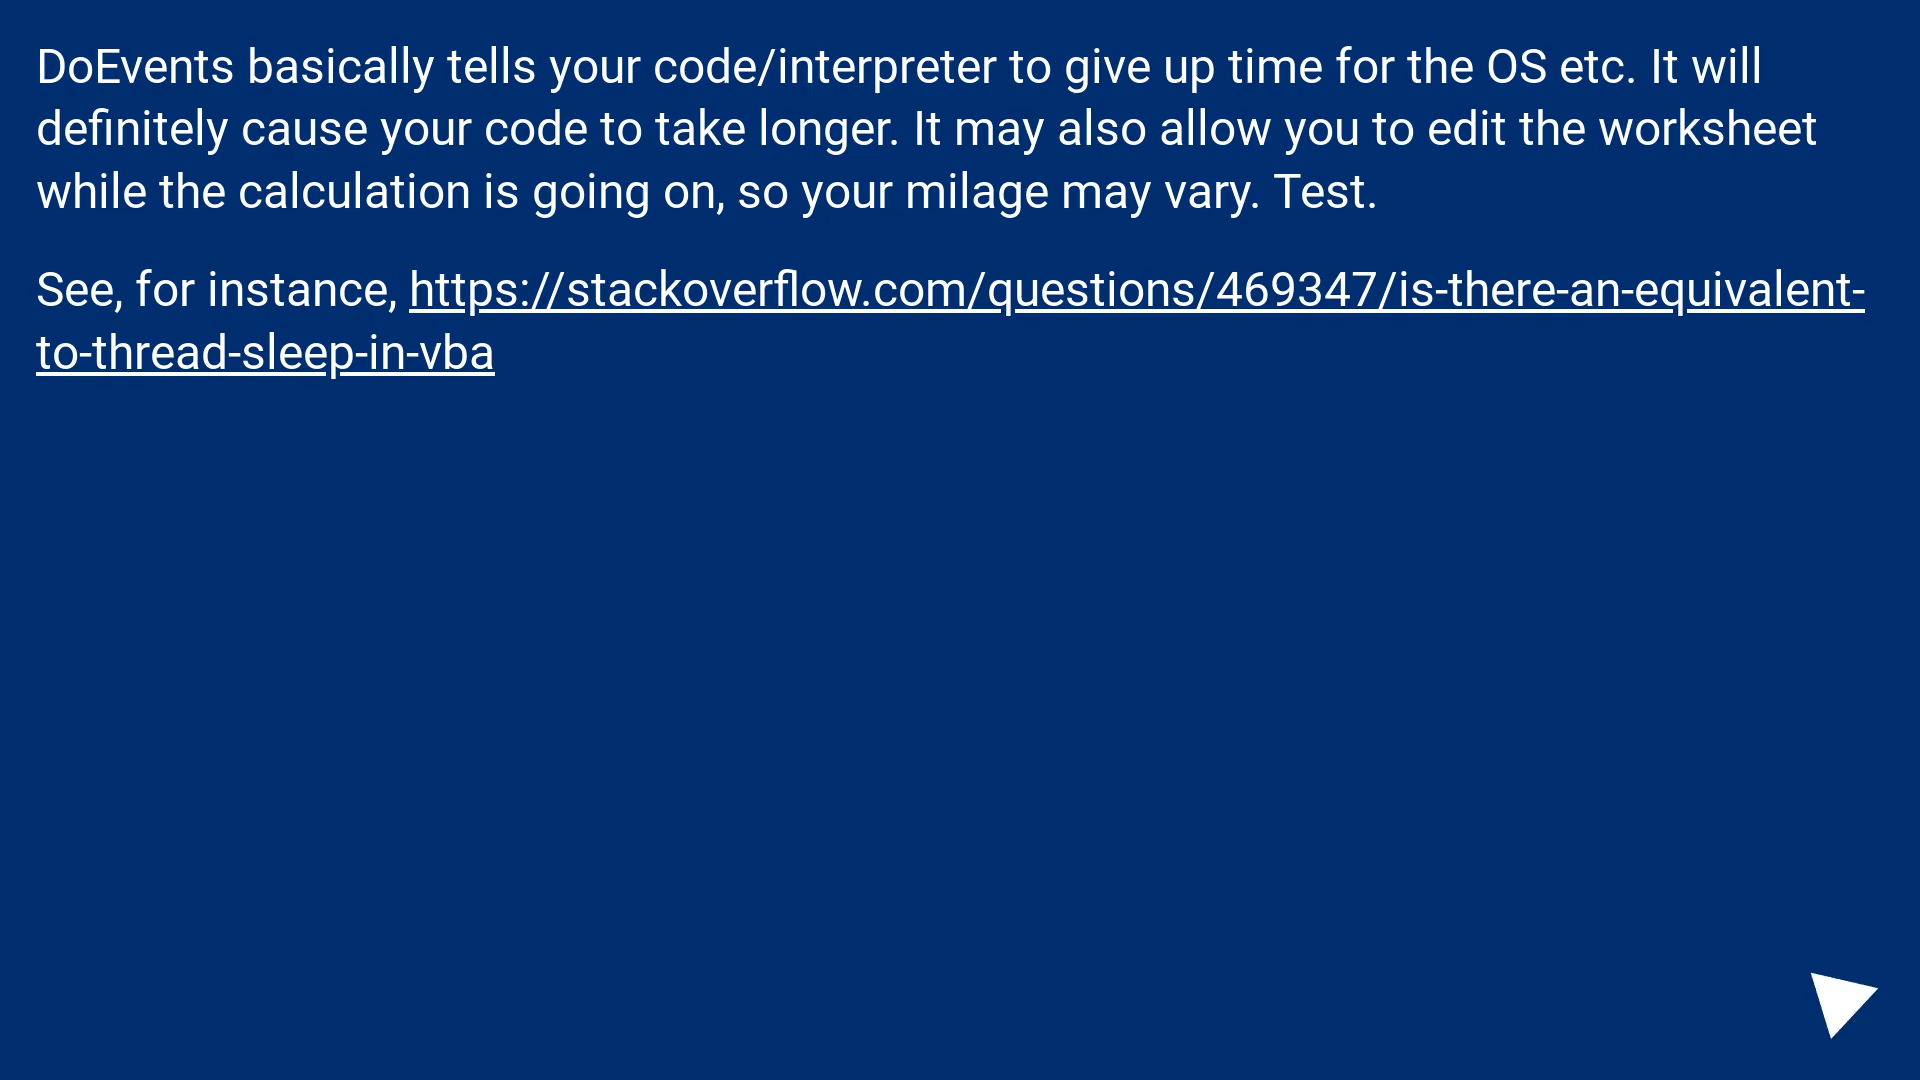 DoEvents basically tells your code/interpreter to give up time for the OS etc. It will
definitely cause your code to take longer. It may also allow you to edit the worksheet
while the calculation is going on, so your milage may vary. Test.
See, for instance, https://stackoverflow.com/questions/469347/is-there-an-equivalent-
to-thread-sleep-in-vba